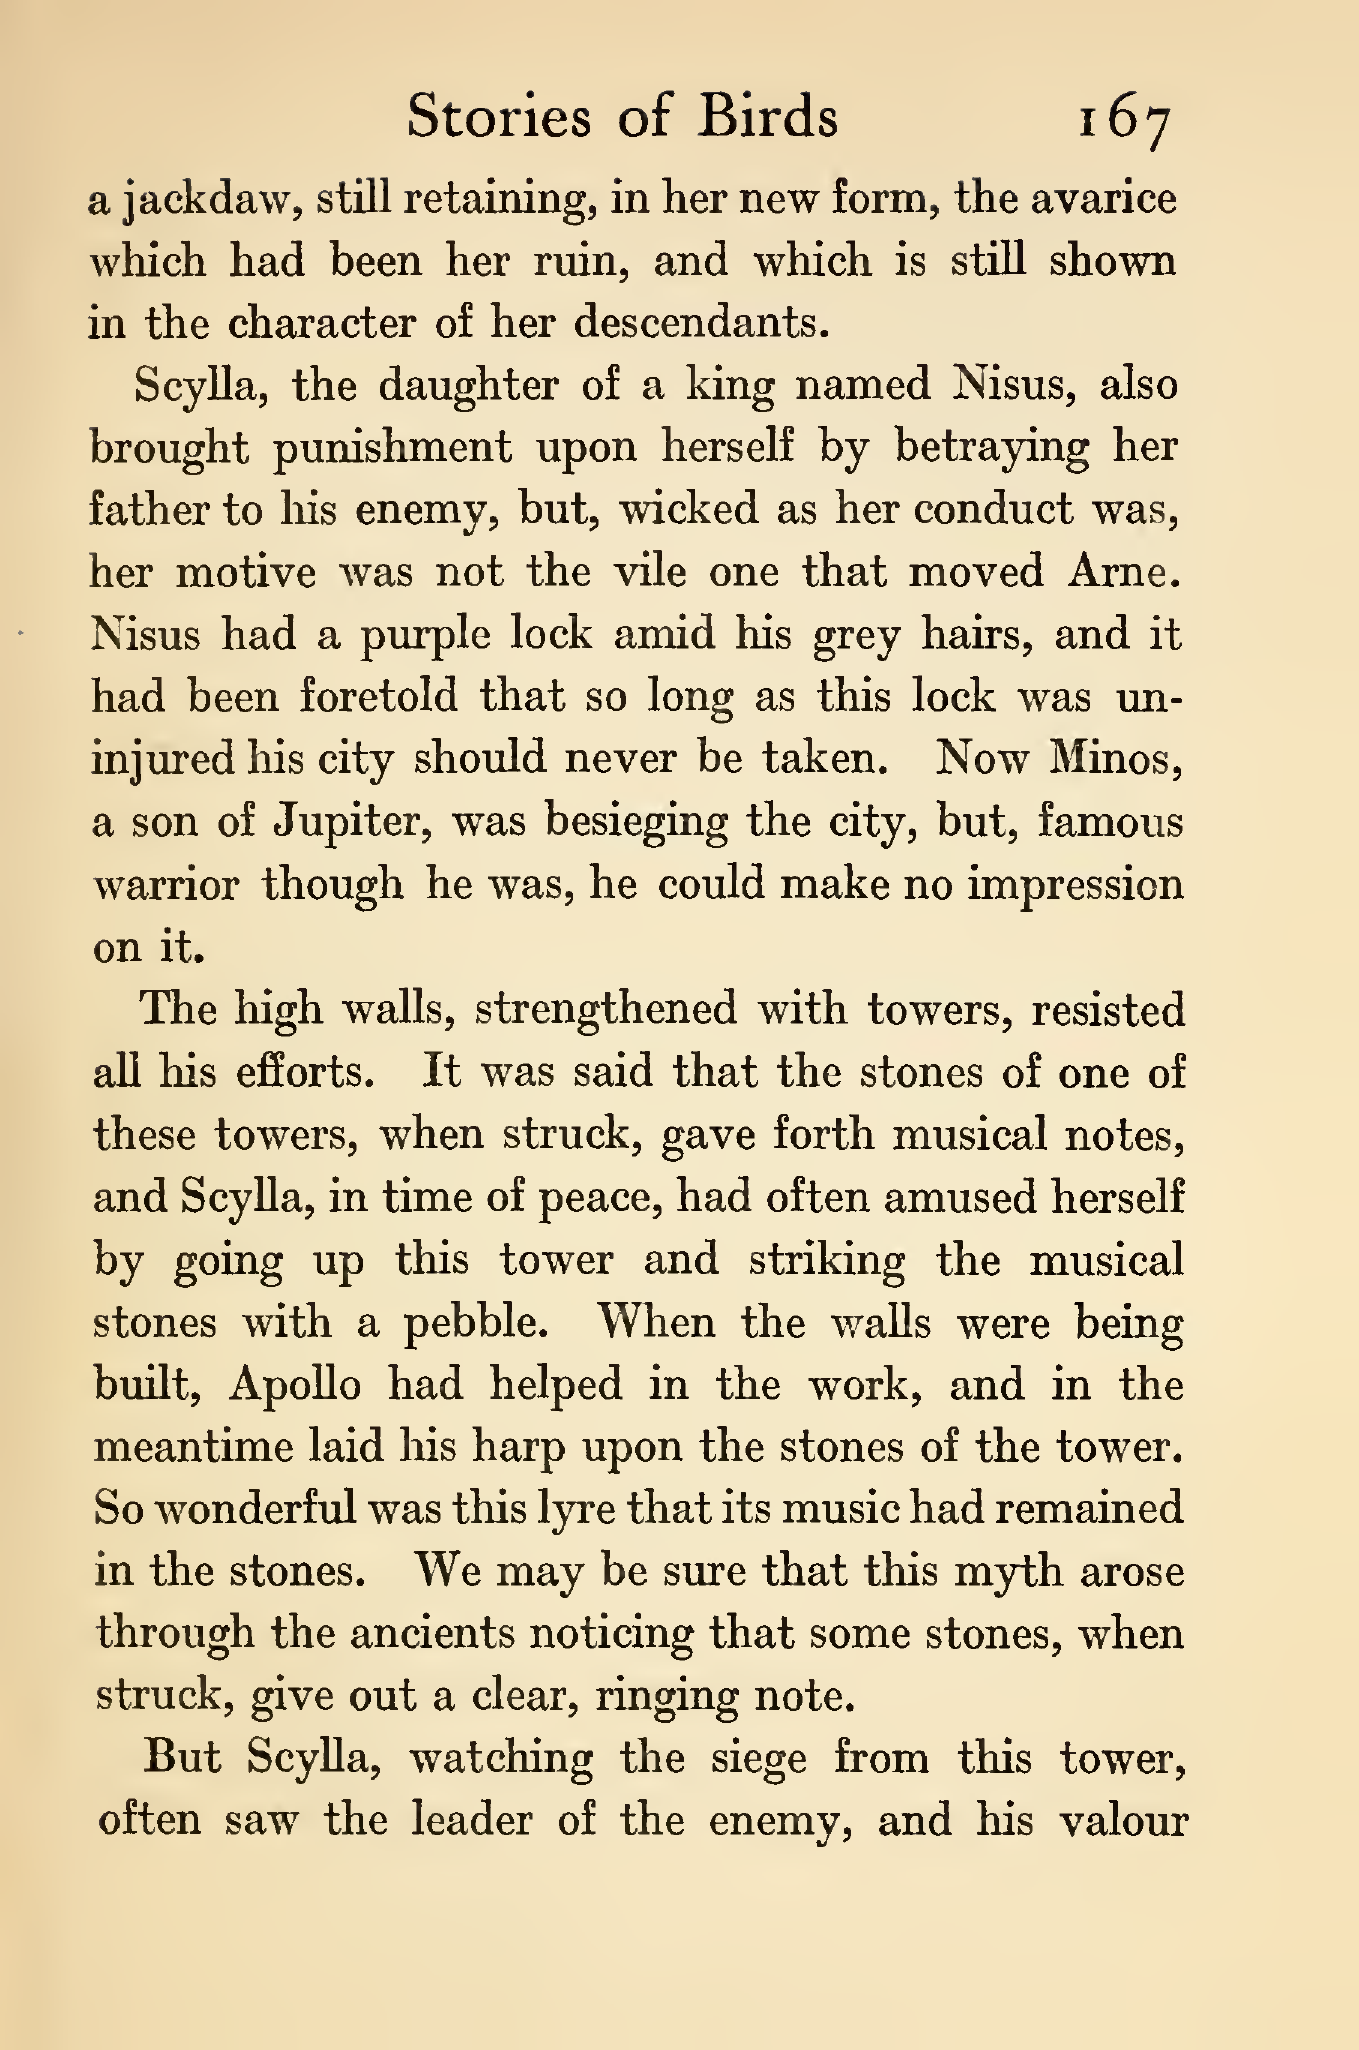 Stories of Birds 167
a jackdaw, still retaining, in her new form, the avarice
which had been her ruin, and which is still shown
in the character of her descendants.
Scylla, the daughter of a king named Nisus, also
brought punishment upon herself by betraying her
father to his enemy, but, wicked as her conduct was,
her motive was not the vile one that moved Arne.
Nisus had a purple lock amid his grey hairs, and it
had been foretold that so long as this lock was un-
injured his city should never be taken. Now Minos,
a son of Jupiter, was besieging the city, but, famous
warrior though he was, he could make no impression
on it.
The high walls, strengthened with towers, resisted
all his efforts. It was said that the stones of one of
these towers, when struck, gave forth musical notes,
and Scylla, in time of peace, had often amused herself
by going up this tower and striking the musical
stones with a pebble. When the walls were being
built, Apollo had helped in the work, and in the
meantime laid his harp upon the stones of the tower.
So wonderful was this lyre that its music had remained
in the stones. We may be sure that this myth arose
through the ancients noticing that some stones, when
struck, give out a clear, ringing note.
But Scylla, watching the siege from this tower,
often saw the leader of the enemy, and his valour